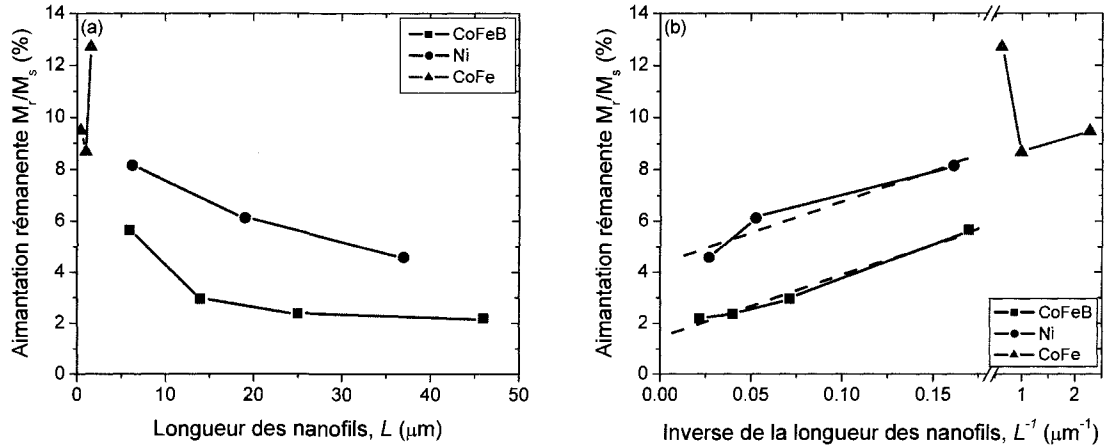 (a)
CoFeB
Ni
CoFe
Aimantation rémanente M_r/M_s (%)
14
12
10
8
6
4
2
0
0 10 20 30 40 50
Longueur des nanofils, L (μm)
(b)
Aimantation rémanente M_r/M_s (%)
14
12
10
8
6
4
2
0
CoFeB
Ni
CoFe
0.00 0.05 0.10 0.15 1 2
Inverse de la longueur des nanofils, L⁻¹ (μm⁻¹)